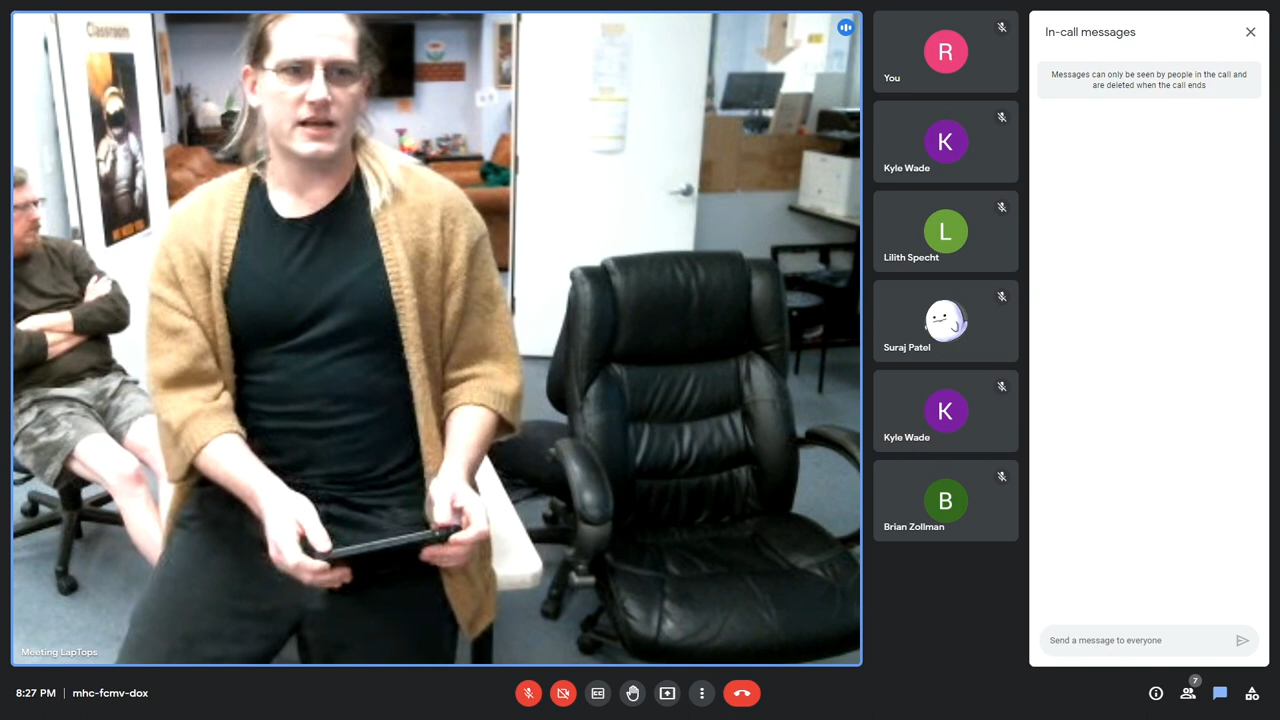 Classroom
Meeting LapTops
R
You
K
Kyle Wade
L
Lilith Specht
Suraj Patel
K
Kyle Wade
B
Brian Zollman
In-call messages
Messages can only be seen by people in the call and
are deleted when the call ends
Send a message to everyone
8:27 PM | mhc-fcmv-dox
7